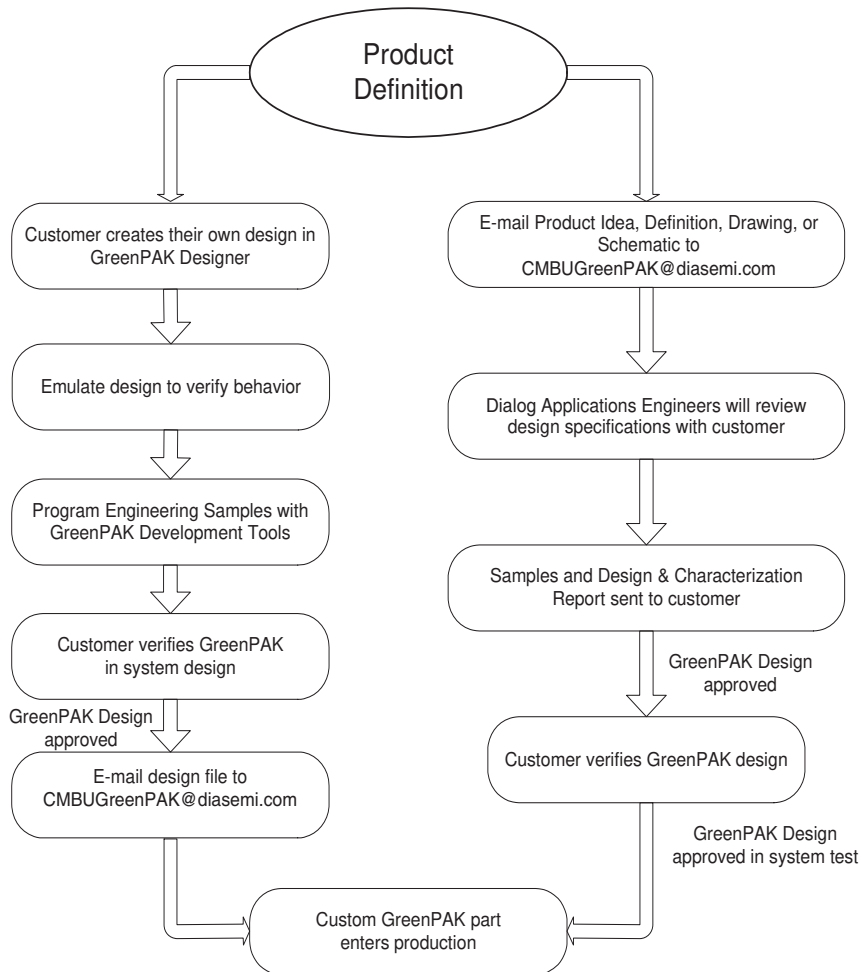 Product
Definition
Customer creates their own design in
GreenPAK Designer
Emulate design to verify behavior
Program Engineering Samples with
GreenPAK Development Tools
Customer verifies GreenPAK
in system design
GreenPAK Design
approved
E-mail design file to
CMBUGreenPAK@diasemi.com
E-mail Product Idea, Definition, Drawing, or
Schematic to
CMBUGreenPAK@diasemi.com
Dialog Applications Engineers will review
design specifications with customer
Samples and Design & Characterization
Report sent to customer
GreenPAK Design
approved
Customer verifies GreenPAK design
GreenPAK Design
approved in system test
Custom GreenPAK part
enters production